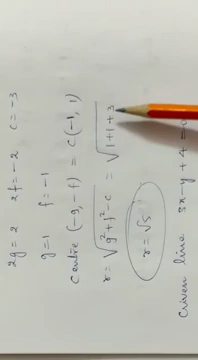 2g = 2 2f = -2 c = -3
g = 1 f = -1
Centre (-g, -f) = C(-1, 1)
r = √(g²+f²-c) = √(1+1+3)
r = √5
Given line 3x-y+4=0